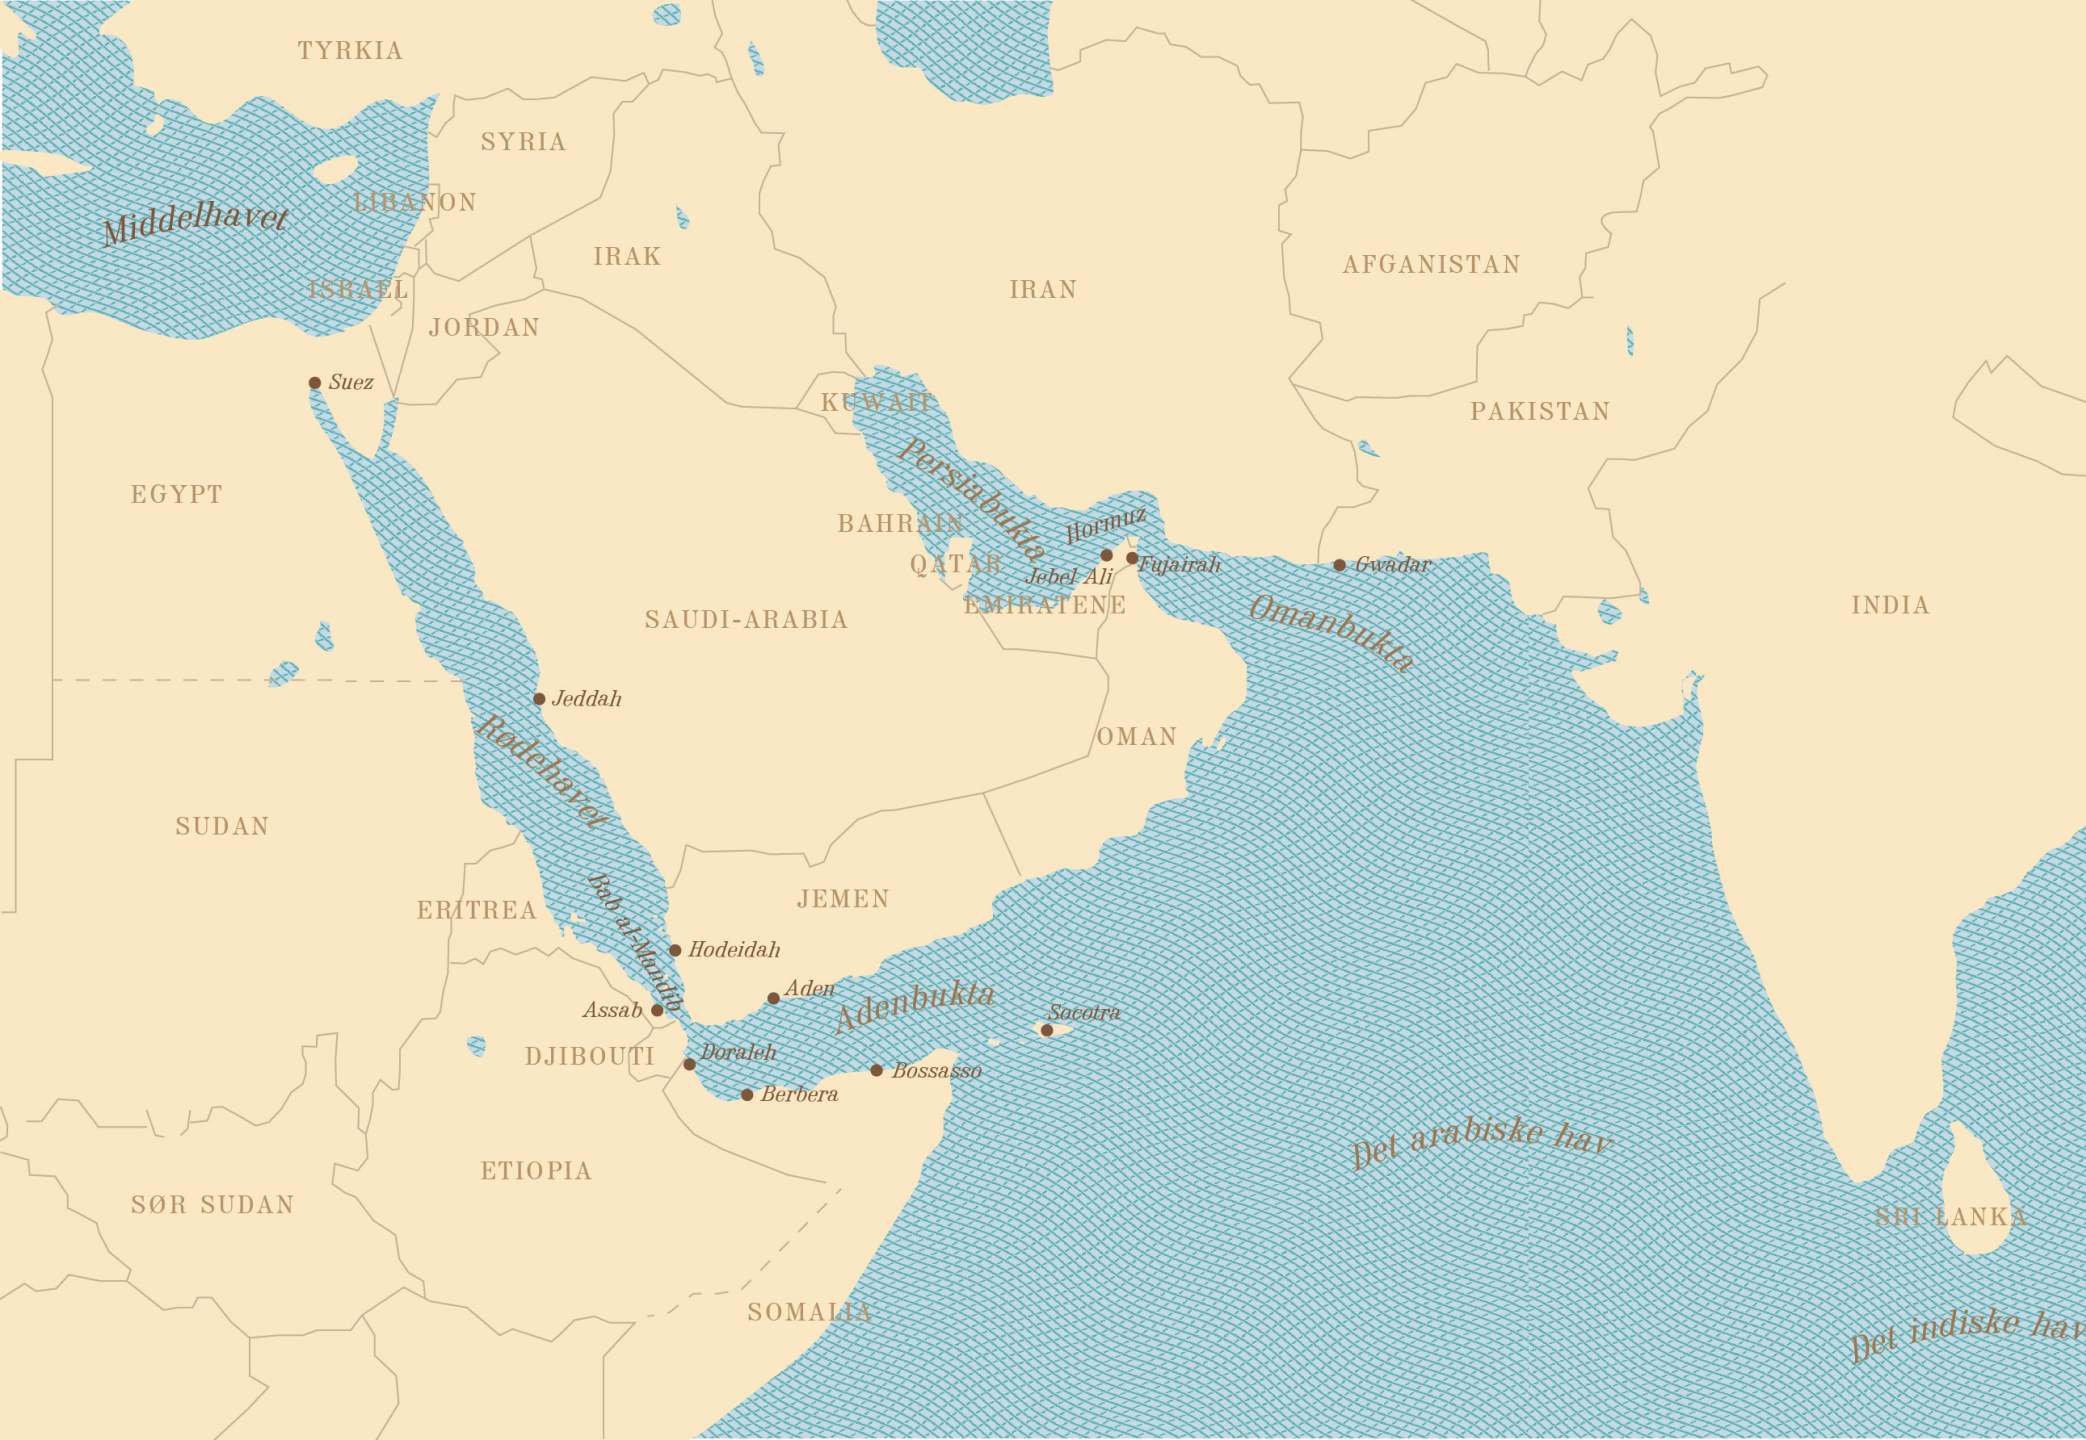 TYRKIA
SYRIA
LIBANON
Middelhavet
IRAK
AFGANISTAN
ISRAEL
IRAN
JORDAN
Suez
KUWAIT
PAKISTAN
Persiabukta
EGYPT
BAHRAIN
Hormuz
QATAR
Jebel Ali
Fujairah
Gwadar
EMIRATENE
Omanbukta
INDIA
SAUDI-ARABIA
Jeddah
OMAN
Rødehavet
SUDAN
JEMEN
ERITREA
Bab al-Mandib
Hodeidah
Aden
Adenbukta
Assab
Socotra
DJIBOUTI
Doraleh
Bossasso
Berbera
Det arabiske hav
ETIOPIA
SØR SUDAN
SRI LANKA
SOMALIA
Det indiske hav